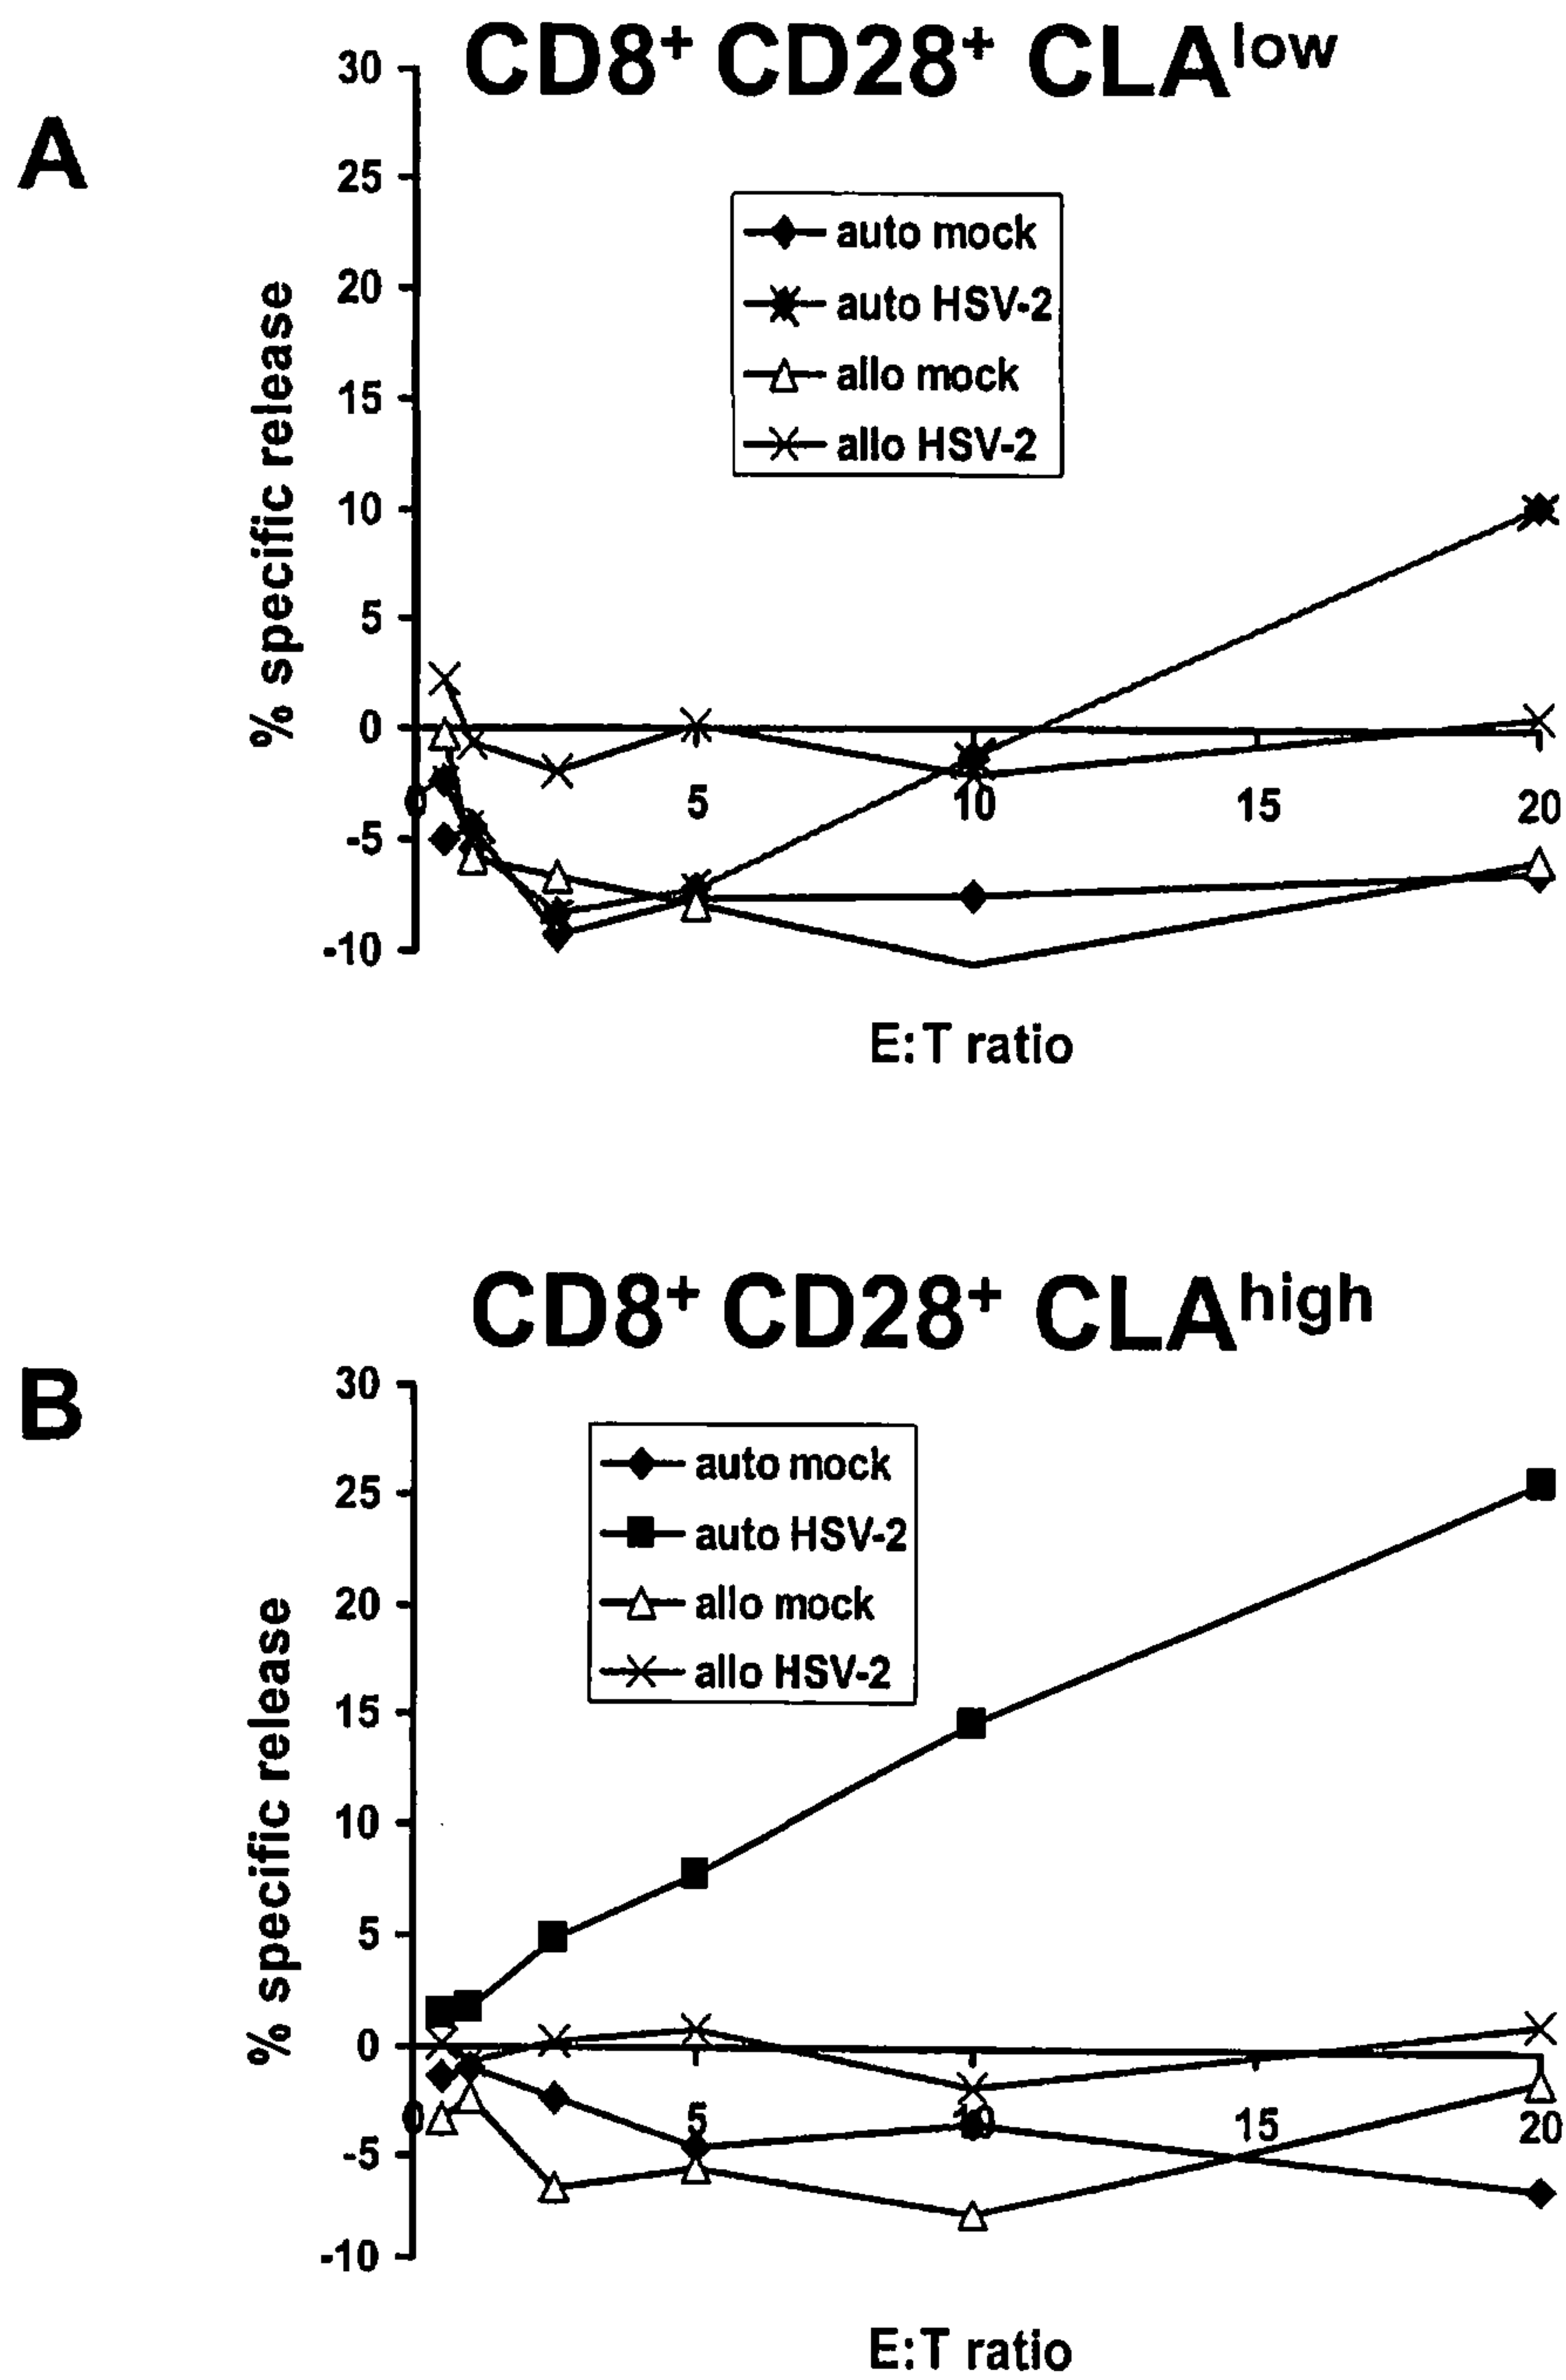 CD8+ CD28+ CLAlow
A
30
25
20
15
10
5
0
-5
-10
% specific release
auto mock
auto HSV-2
allo mock
allo HSV-2
0 5 10 15 20
E:T ratio
CD8+ CD28+ CLAhigh
B
30
25
20
15
10
5
0
-5
-10
% specific release
auto mock
auto HSV-2
allo mock
allo HSV-2
0 5 10 15 20
E:T ratio